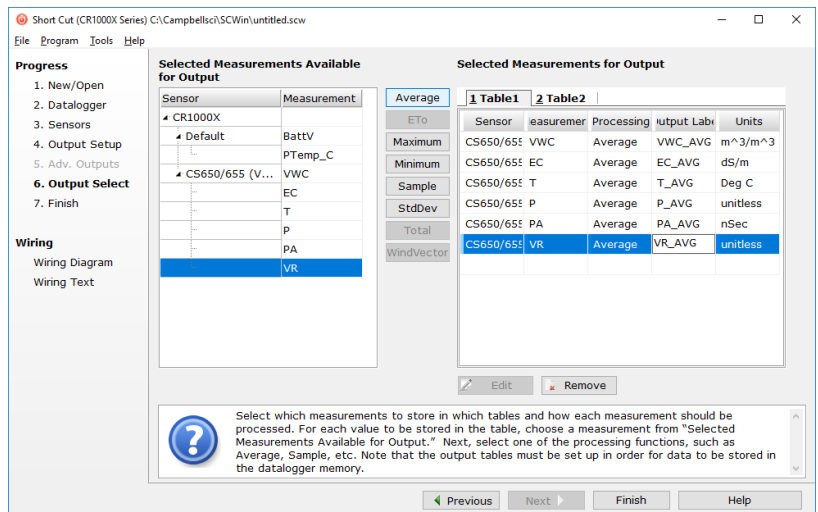 Short Cut (CR1000X Series) C:\Campbellsci\SCWin\untitled.scw
File Program Tools Help
Progress
1. New/Open
2. Datalogger
3. Sensors
4. Output Setup
5. Adv. Outputs
6. Output Select
7. Finish
Wiring
Wiring Diagram
Wiring Text
Selected Measurements Available
for Output
Sensor Measurement
CR1000X
Default BattV
PTemp_C
CS650/655 (V... VWC
EC
T
P
PA
VR
Average
ETo
Maximum
Minimum
Sample
StdDev
Total
WindVector
Selected Measurements for Output
1 Table1 2 Table2
Sensor easuremer Processing utput Labe Units
CS650/655 VWC Average VWC_AVG m^3/m^3
CS650/655 EC Average EC_AVG dS/m
CS650/655 T Average T_AVG Deg C
CS650/655 P Average P_AVG unitless
CS650/655 PA Average PA_AVG nSec
CS650/655 VR Average VR_AVG unitless
Edit Remove
Select which measurements to store in which tables and how each measurement should be
processed. For each value to be stored in the table, choose a measurement from “Selected
Measurements Available for Output.” Next, select one of the processing functions, such as
Average, Sample, etc. Note that the output tables must be set up in order for data to be stored in
the datalogger memory.
Previous Next Finish Help